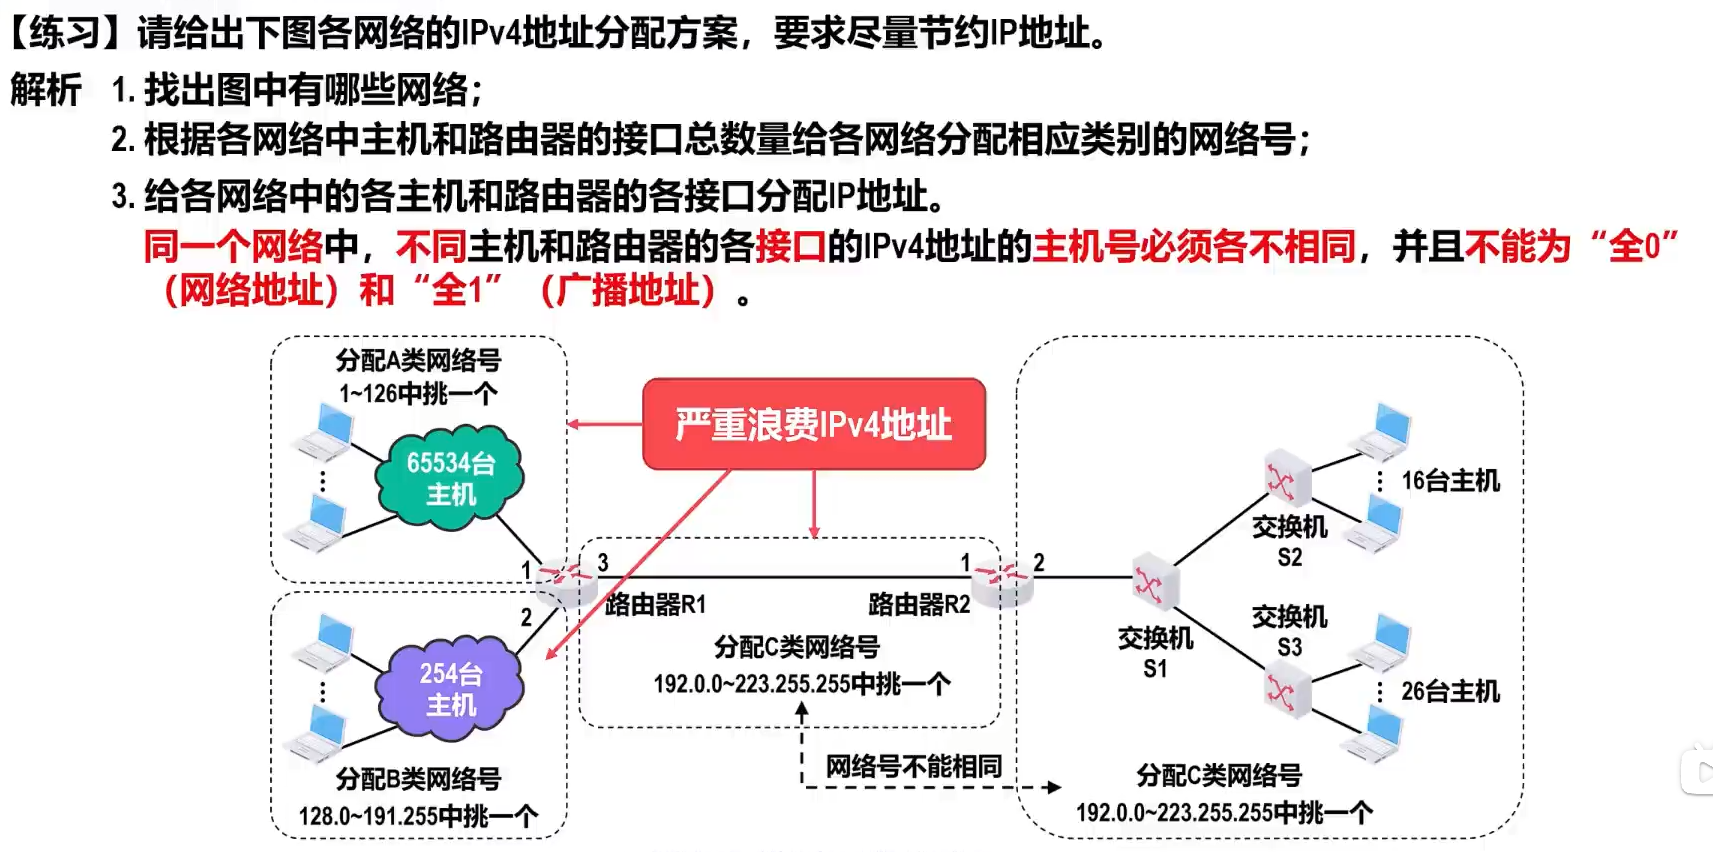 【练习】请给出下图各网络的IPv4地址分配方案，要求尽量节约IP地址。
解析 1. 找出图中有哪些网络；
2. 根据各网络中主机和路由器的接口总数量给各网络分配相应类别的网络号；
3. 给各网络中的各主机和路由器的各接口分配IP地址。
同一个网络中，不同主机和路由器的各接口的IPv4地址的主机号必须各不相同，并且不能为“全0”
（网络地址）和“全1”（广播地址）。
分配A类网络号
1~126中挑一个
65534台
主机
严重浪费IPv4地址
16台主机
交换机
S2
1
3
1
2
路由器R1
路由器R2
2
254台
主机
分配C类网络号
192.0.0~223.255.255中挑一个
交换机
S1
交换机
S3
26台主机
网络号不能相同
分配B类网络号
128.0~191.255中挑一个
分配C类网络号
192.0.0~223.255.255中挑一个